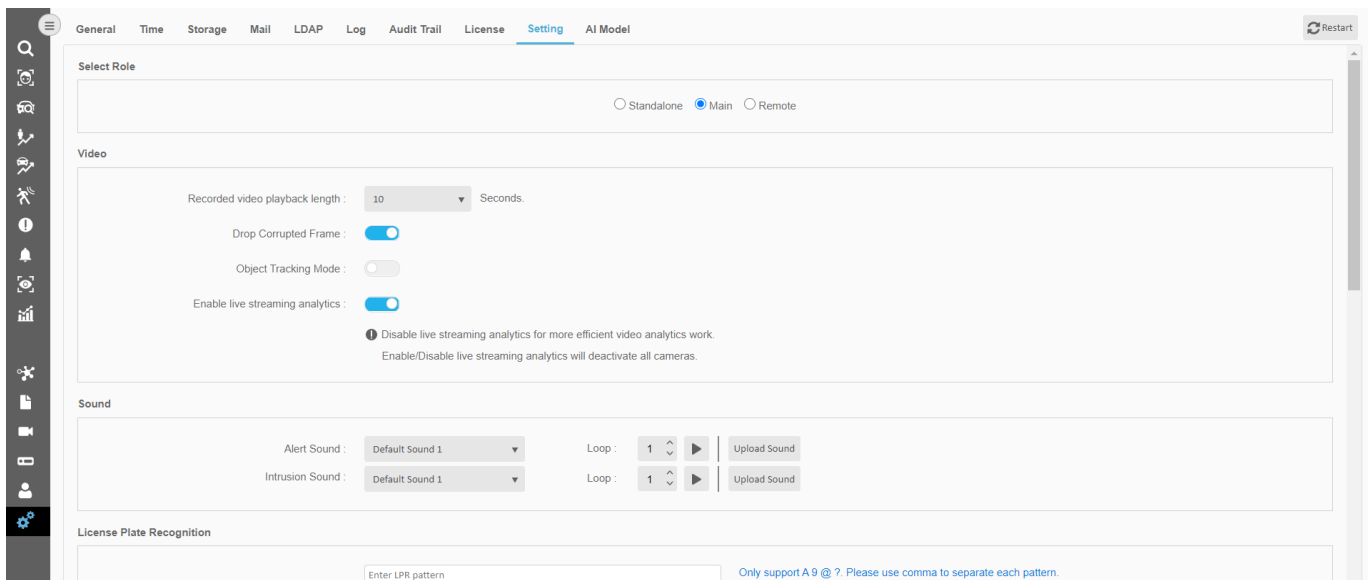 General Time Storage Mail LDAP Log Audit Trail License Setting AI Model Restart
Select Role
Standalone Main Remote
Video
Recorded video playback length : 10 Seconds.
Drop Corrupted Frame :
Object Tracking Mode :
Enable live streaming analytics :
Disable live streaming analytics for more efficient video analytics work.
Enable/Disable live streaming analytics will deactivate all cameras.
Sound
Alert Sound : Default Sound 1 Loop : 1 Upload Sound
Intrusion Sound : Default Sound 1 Loop : 1 Upload Sound
License Plate Recognition
Enter LPR pattern Only support A 9 @ ?. Please use comma to separate each pattern.